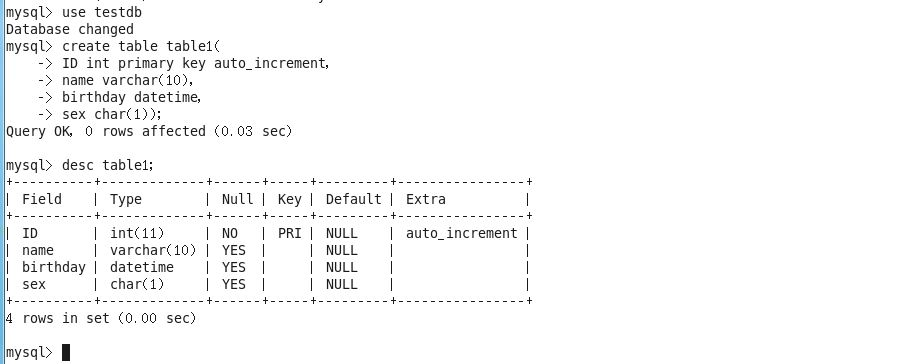 mysql> use testdb
Database changed
mysql> create table table1(
    -> ID int primary key auto_increment,
    -> name varchar(10),
    -> birthday datetime,
    -> sex char(1));
Query OK, 0 rows affected (0.03 sec)

mysql> desc table1;
+----------+-------------+------+-----+---------+----------------+
| Field    | Type        | Null | Key | Default | Extra          |
+----------+-------------+------+-----+---------+----------------+
| ID       | int(11)     | NO   | PRI | NULL    | auto_increment |
| name     | varchar(10) | YES  |     | NULL    |                |
| birthday | datetime    | YES  |     | NULL    |                |
| sex      | char(1)     | YES  |     | NULL    |                |
+----------+-------------+------+-----+---------+----------------+
4 rows in set (0.00 sec)

mysql>